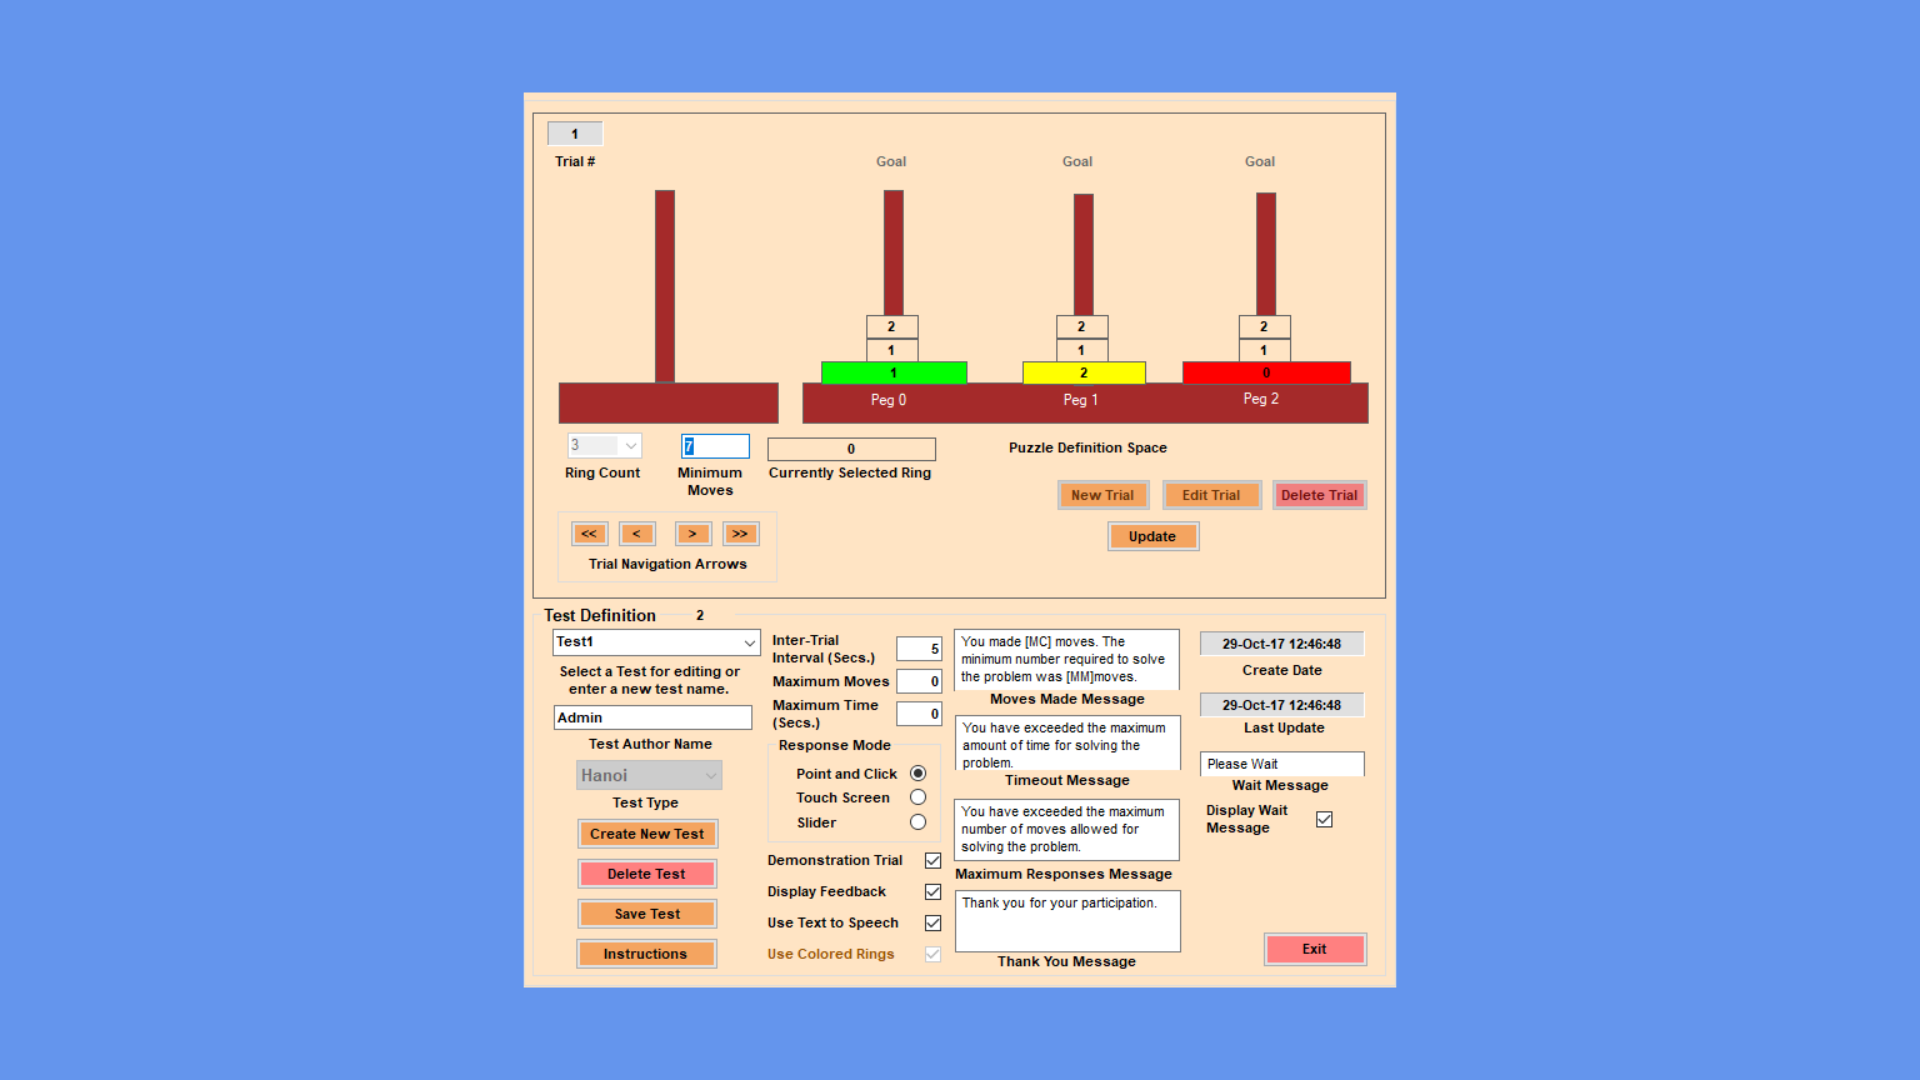 1
Trial #
Goal
Goal
Goal
2
2
2
1
1
1
1
2
0
Peg 0
Peg 1
Peg 2
3
7
0
Ring Count
Minimum
Moves
Currently Selected Ring
Puzzle Definition Space
New Trial
Edit Trial
Delete Trial
<<
<
>
>>
Update
Trial Navigation Arrows
Test Definition
2
Test1
Select a Test for editing or
enter a new test name.
Admin
Test Author Name
Hanoi
Test Type
Create New Test
Delete Test
Save Test
Instructions
Inter-Trial
Interval (Secs.)
5
Maximum Moves
0
Maximum Time
(Secs.)
0
Response Mode
Point and Click
Touch Screen
Slider
Demonstration Trial
Display Feedback
Use Text to Speech
Use Colored Rings
You made [MC] moves. The
minimum number required to solve
the problem was [MM]moves.
Moves Made Message
You have exceeded the maximum
amount of time for solving the
problem.
Timeout Message
You have exceeded the maximum
number of moves allowed for
solving the problem.
Maximum Responses Message
Thank you for your participation.
Thank You Message
29-Oct-17 12:46:48
Create Date
29-Oct-17 12:46:48
Last Update
Please Wait
Wait Message
Display Wait
Message
Exit